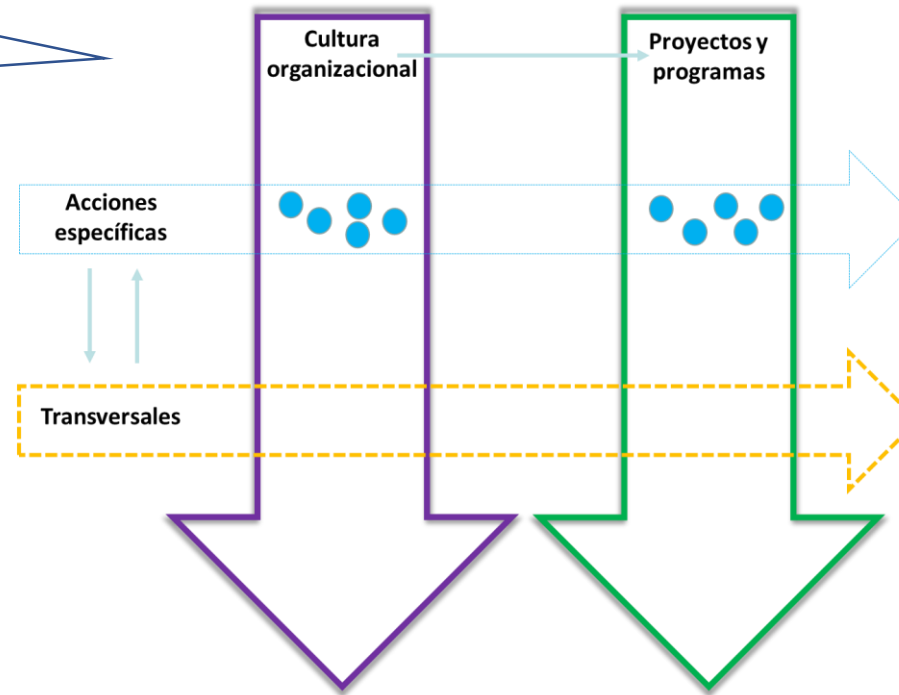 Cultura
organizacional
Proyectos y
programas
Acciones
específicas
Transversales